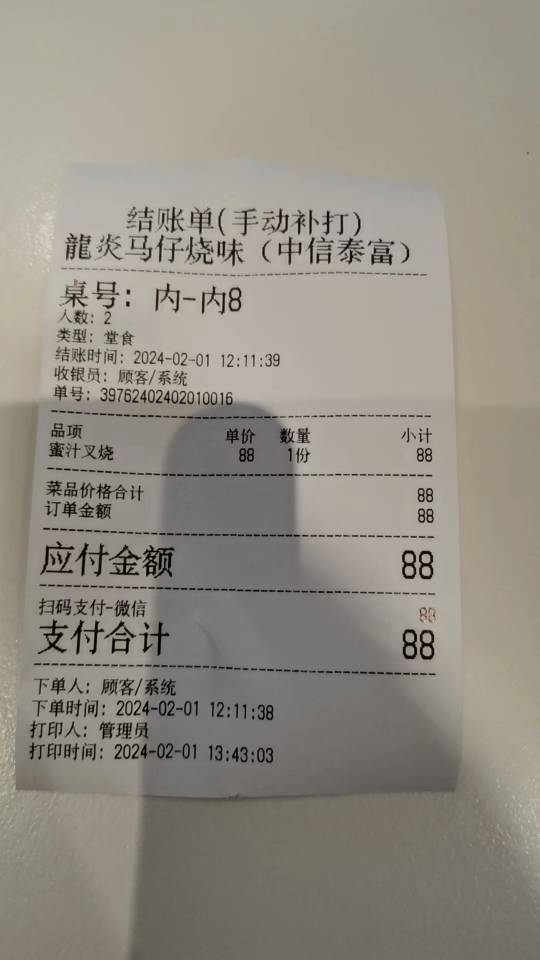 结账单(手动补打)
龍炎马仔烧味（中信泰富）
桌号: 内-内8
人数: 2
类型: 堂食
结账时间: 2024-02-01 12:11:39
收银员: 顾客/系统
单号: 39762402402010016
品项 单价 数量 小计
蜜汁叉烧 88 1份 88
菜品价格合计 88
订单金额 88
应付金额 88
扫码支付-微信 88
支付合计 88
下单人: 顾客/系统
下单时间: 2024-02-01 12:11:38
打印人: 管理员
打印时间: 2024-02-01 13:43:03